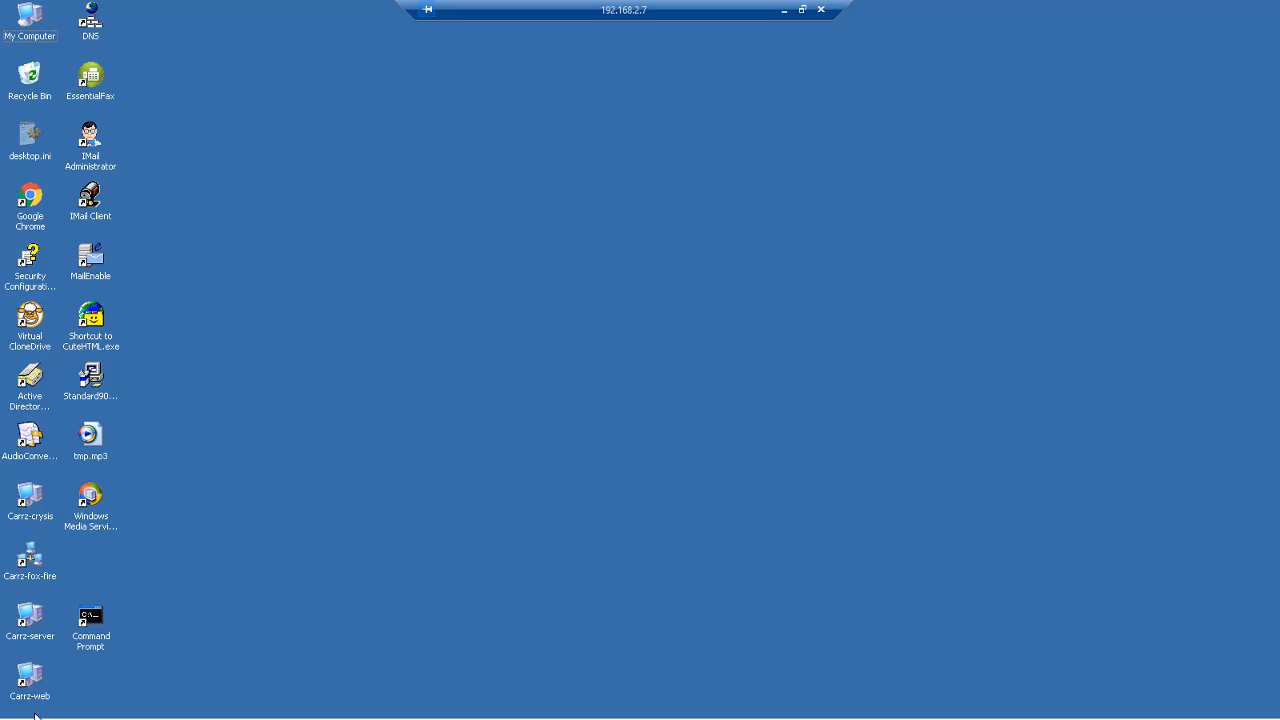 192.168.2.7
My Computer
DNS
Recycle Bin
EssentialFax
desktop.ini
IMail
Administrator
Google
Chrome
IMail Client
Security
Configurati...
MailEnable
Virtual
CloneDrive
Shortcut to
CuteHTML.exe
Active
Director...
Standard90...
AudioConve...
tmp.mp3
Carrz-crysis
Windows
Media Servi...
Carrz-fox-fire
Carrz-server
C:\.
Command
Prompt
Carrz-web